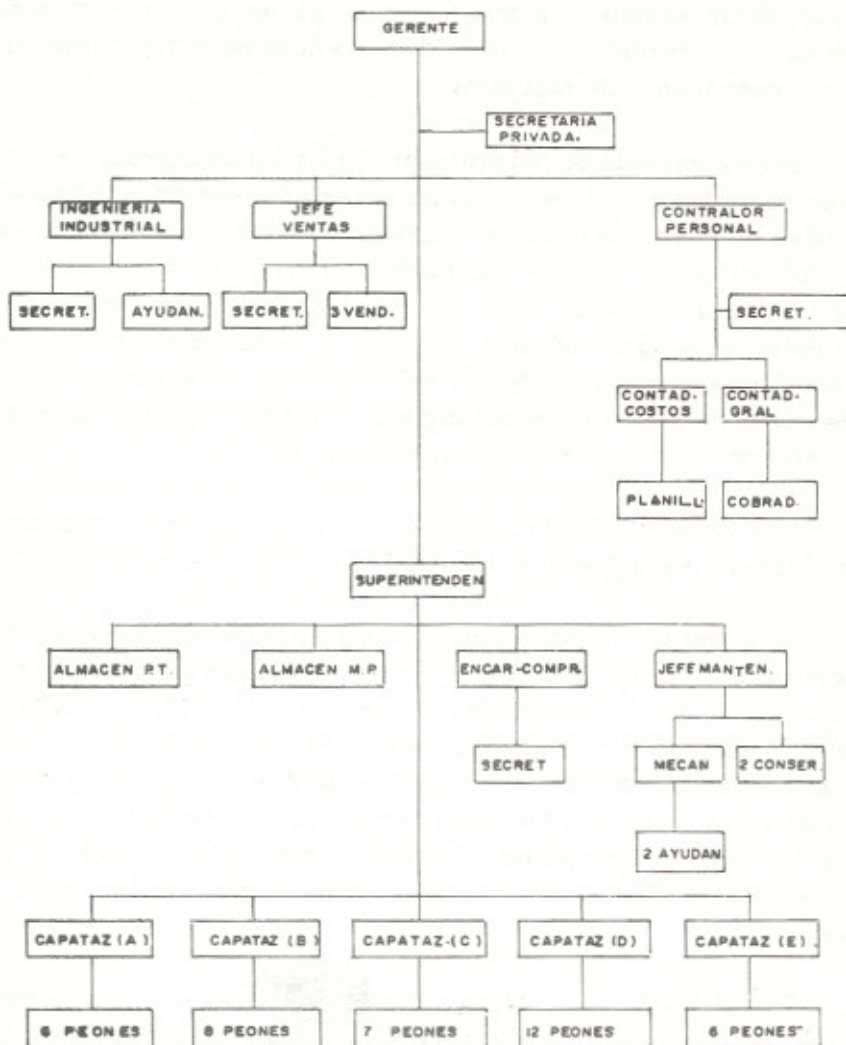 GERENTE
SECRETARIA
PRIVADA.
INGENIERIA
INDUSTRIAL
JEFE
VENTAS
CONTRALOR
PERSONAL
SECRET.
AYUDAN.
SECRET.
3 VEND.
SECRET.
CONTAD-
COSTOS
CONTAD-
GRAL
PLANILL.
COBRAD.
SUPERINTENDEN
ALMACEN P.T.
ALMACEN M.P.
ENCAR-COMPR.
JEFE MANTEN.
SECRET
MECAN
2 CONSER.
2 AYUDAN.
CAPATAZ (A)
CAPATAZ (B)
CAPATAZ-(C)
CAPATAZ (D)
CAPATAZ (E).
6 PEONES
8 PEONES
7 PEONES
12 PEONES
6 PEONES